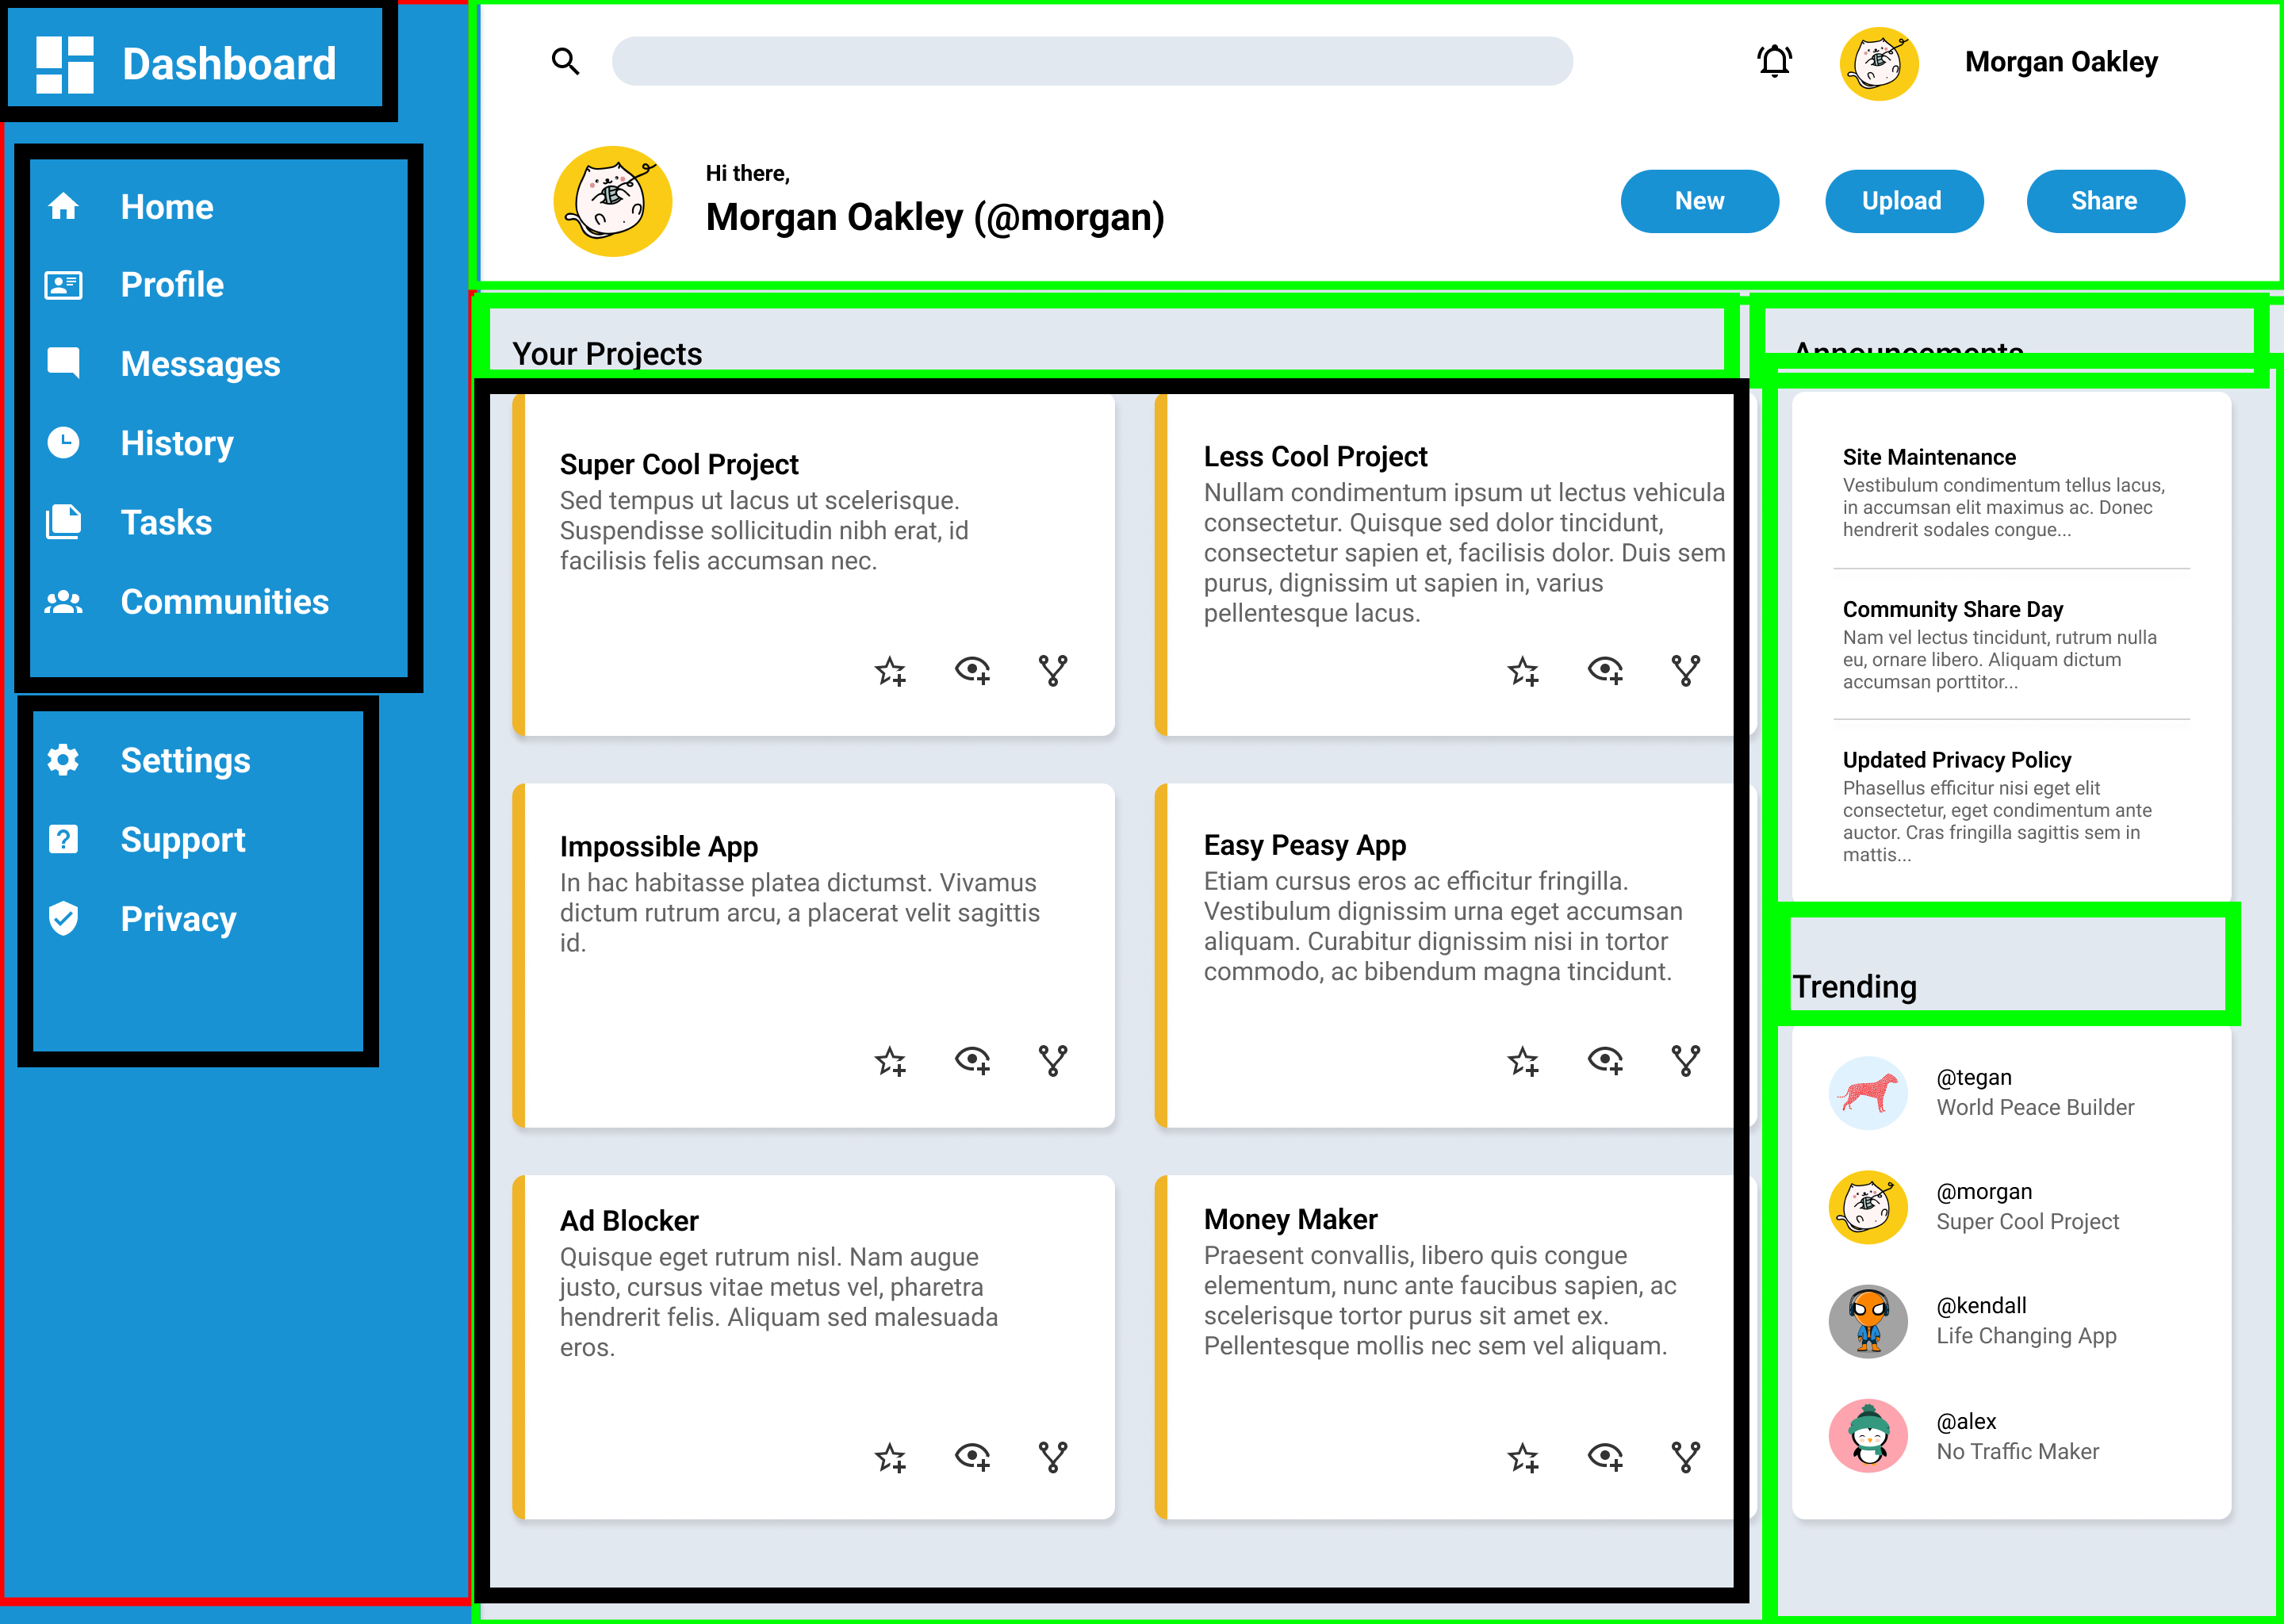 Dashboard
Home
Profile
Messages
History
Tasks
Communities
Settings
Support
Privacy
Morgan Oakley
Hi there,
Morgan Oakley (@morgan)
New
Upload
Share
Your Projects
Super Cool Project
Sed tempus ut lacus ut scelerisque.
Suspendisse sollicitudin nibh erat, id
facilisis felis accumsan nec.
Less Cool Project
Nullam condimentum ipsum ut lectus vehicula
consectetur. Quisque sed dolor tincidunt,
consectetur sapien et, facilisis dolor. Duis sem
purus, dignissim ut sapien in, varius
pellentesque lacus.
Impossible App
In hac habitasse platea dictumst. Vivamus
dictum rutrum arcu, a placerat velit sagittis
id.
Easy Peasy App
Etiam cursus eros ac efficitur fringilla.
Vestibulum dignissim urna eget accumsan
aliquam. Curabitur dignissim nisi in tortor
commodo, ac bibendum magna tincidunt.
Ad Blocker
Quisque eget rutrum nisl. Nam augue
justo, cursus vitae metus vel, pharetra
hendrerit felis. Aliquam sed malesuada
eros.
Money Maker
Praesent convallis, libero quis congue
elementum, nunc ante faucibus sapien, ac
scelerisque tortor purus sit amet ex.
Pellentesque mollis nec sem vel aliquam.
Announcements
Site Maintenance
Vestibulum condimentum tellus lacus,
in accumsan elit maximus ac. Donec
hendrerit sodales congue...
Community Share Day
Nam vel lectus tincidunt, rutrum nulla
eu, ornare libero. Aliquam dictum
accumsan porttitor...
Updated Privacy Policy
Phasellus efficitur nisi eget elit
consectetur, eget condimentum ante
auctor. Cras fringilla sagittis sem in
mattis...
Trending
@tegan
World Peace Builder
@morgan
Super Cool Project
@kendall
Life Changing App
@alex
No Traffic Maker